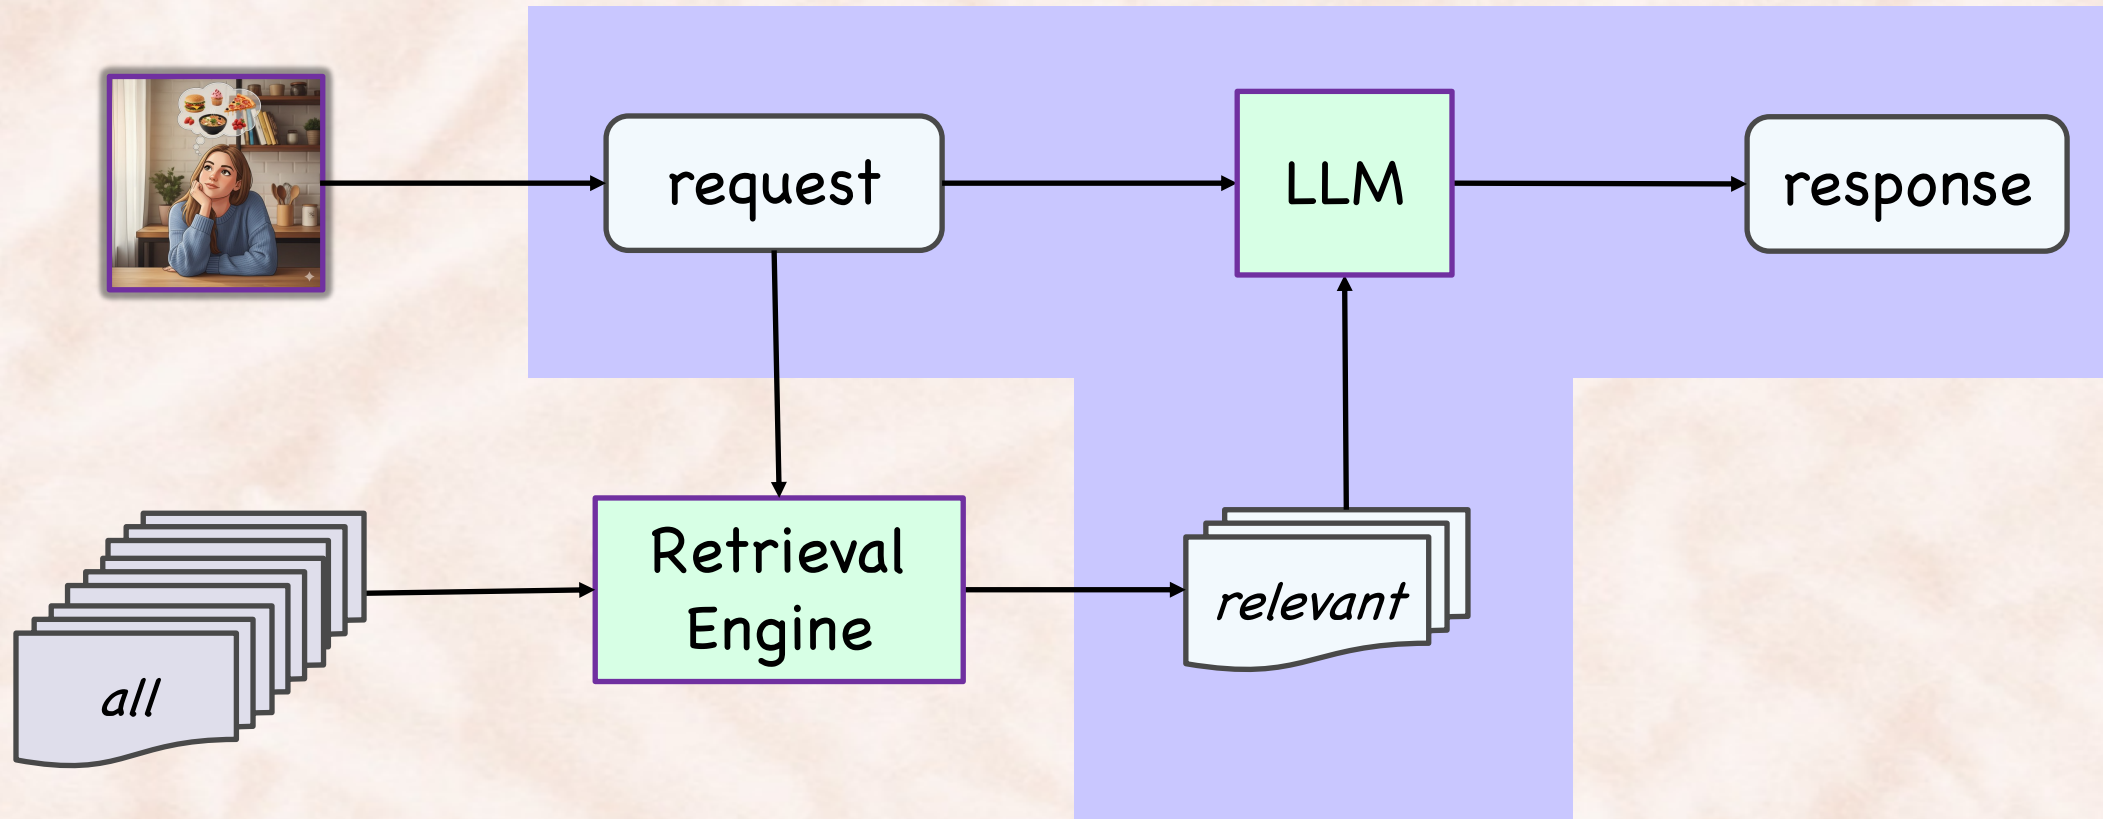 request
LLM
response
Retrieval
Engine
relevant
all